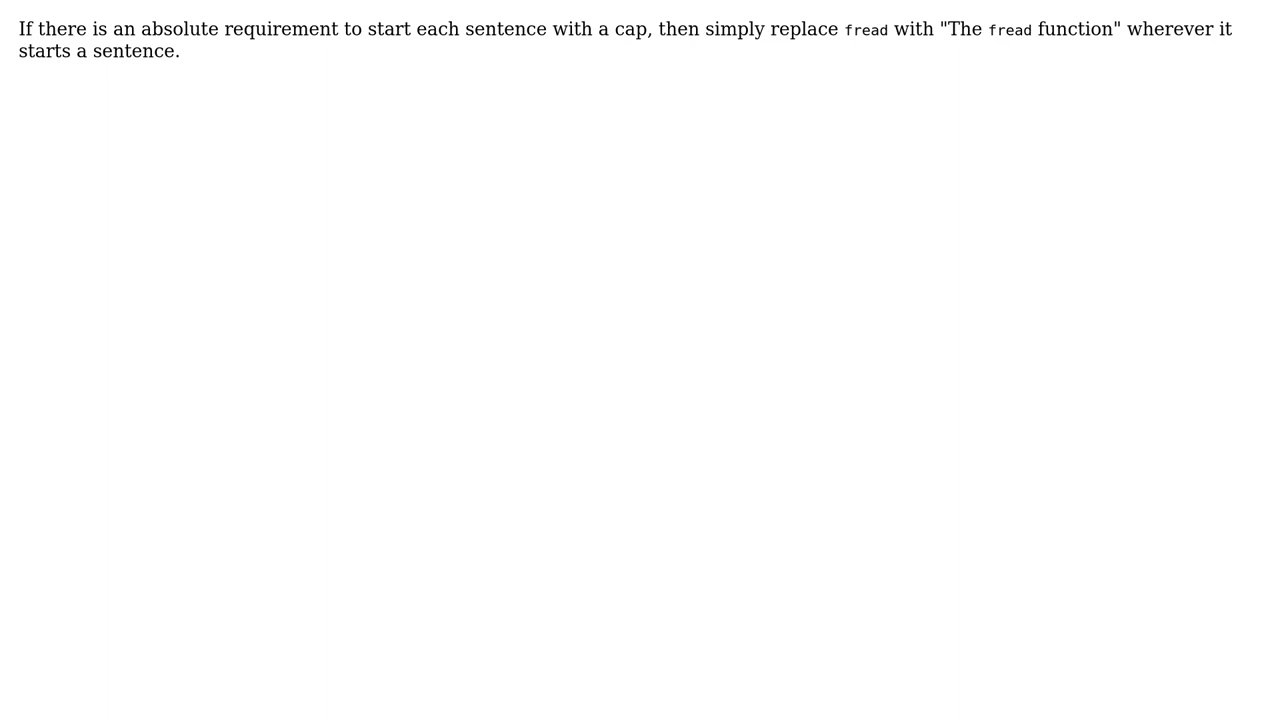 If there is an absolute requirement to start each sentence with a cap, then simply replace fread with "The fread function" wherever it
starts a sentence.